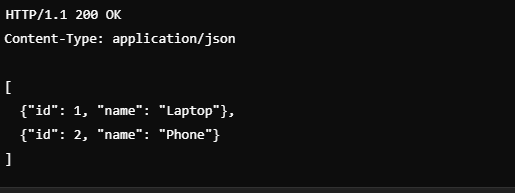 HTTP/1.1 200 OK
Content-Type: application/json

[
  {"id": 1, "name": "Laptop"},
  {"id": 2, "name": "Phone"}
]